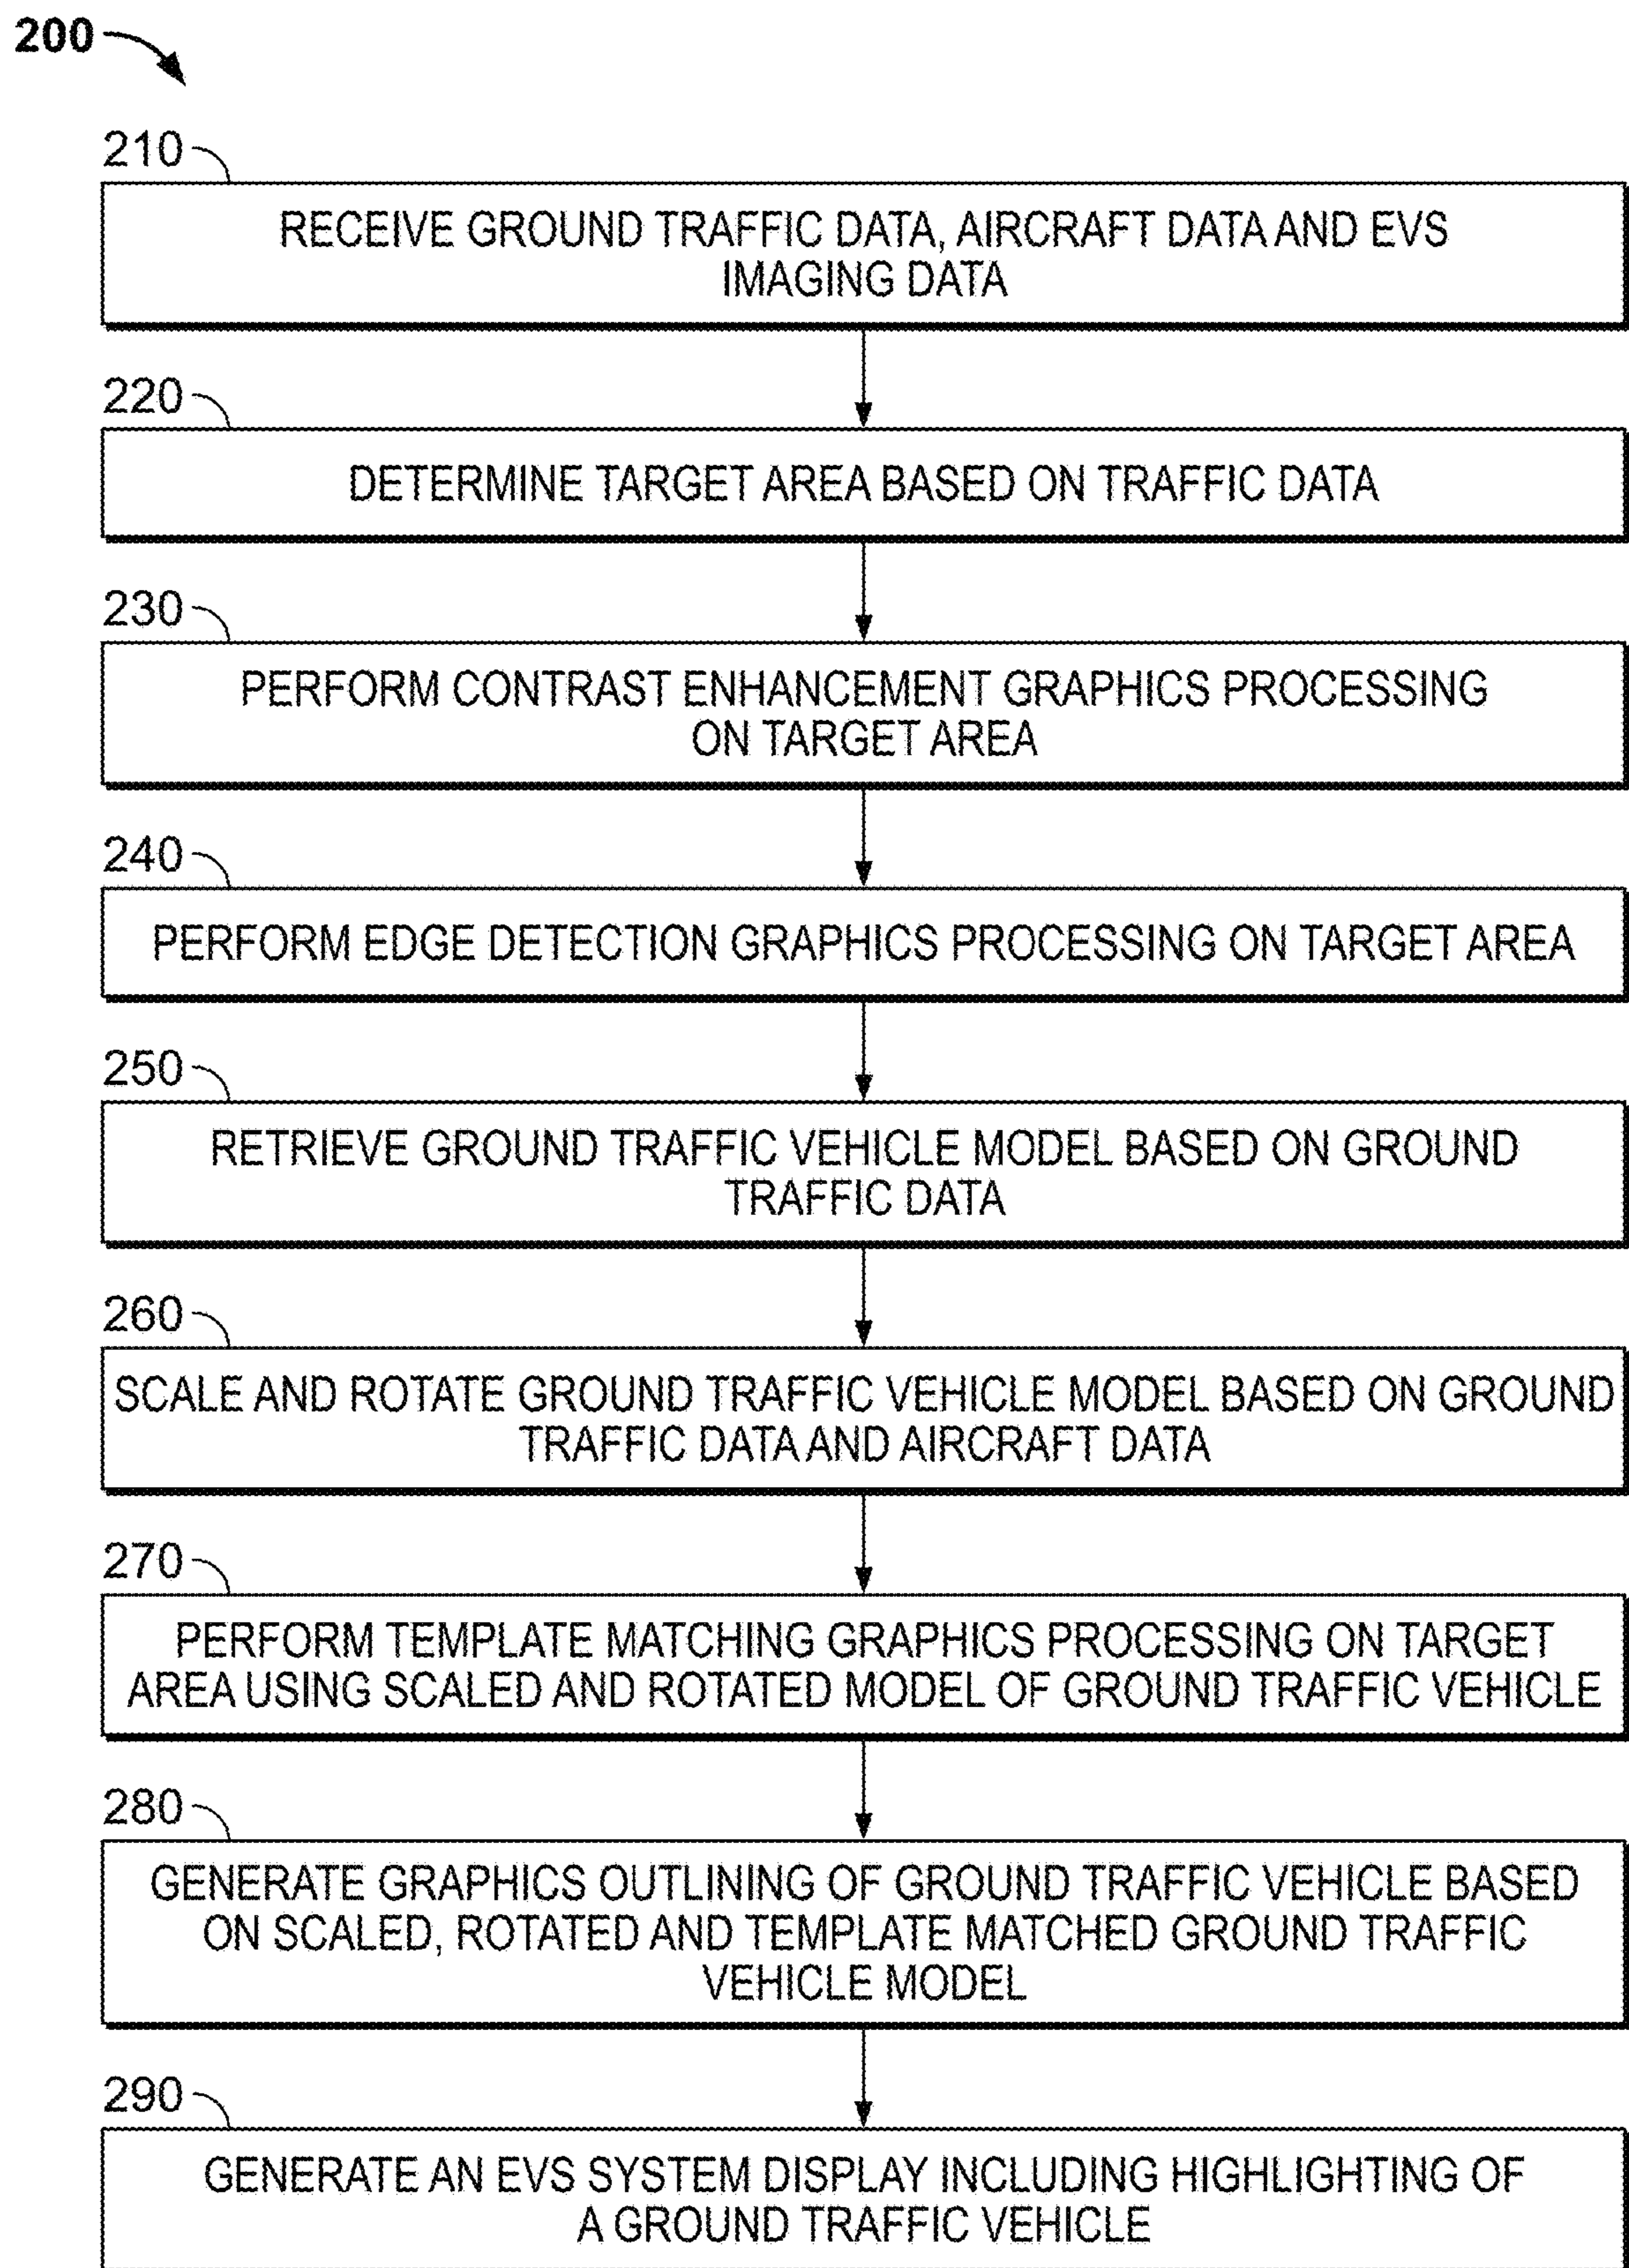 200
210
RECEIVE GROUND TRAFFIC DATA, AIRCRAFT DATA AND EVS
IMAGING DATA
220
DETERMINE TARGET AREA BASED ON TRAFFIC DATA
230
PERFORM CONTRAST ENHANCEMENT GRAPHICS PROCESSING
ON TARGET AREA
240
PERFORM EDGE DETECTION GRAPHICS PROCESSING ON TARGET AREA
250
RETRIEVE GROUND TRAFFIC VEHICLE MODEL BASED ON GROUND
TRAFFIC DATA
260
SCALE AND ROTATE GROUND TRAFFIC VEHICLE MODEL BASED ON GROUND
TRAFFIC DATA AND AIRCRAFT DATA
270
PERFORM TEMPLATE MATCHING GRAPHICS PROCESSING ON TARGET
AREA USING SCALED AND ROTATED MODEL OF GROUND TRAFFIC VEHICLE
280
GENERATE GRAPHICS OUTLINING OF GROUND TRAFFIC VEHICLE BASED
ON SCALED, ROTATED AND TEMPLATE MATCHED GROUND TRAFFIC
VEHICLE MODEL
290
GENERATE AN EVS SYSTEM DISPLAY INCLUDING HIGHLIGHTING OF
A GROUND TRAFFIC VEHICLE